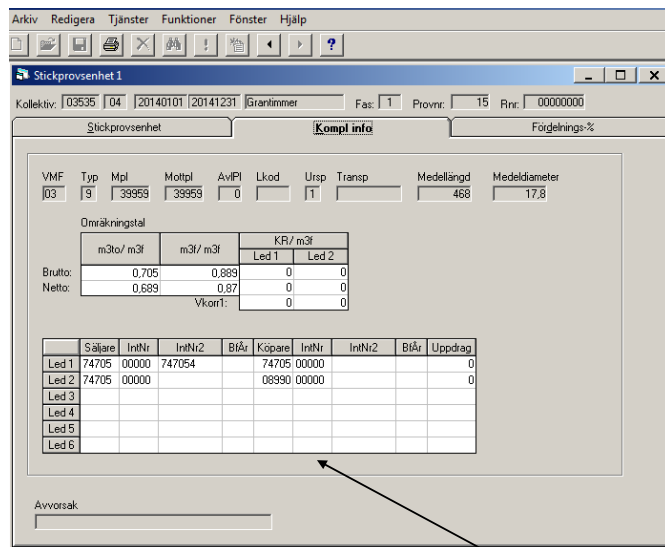 Arkiv Redigera Tjänster Funktioner Fönster Hjälp
Stickprovsenhet 1
Kollektiv: 03535 04 20140101 20141231 Grantimmer Fas: 1 Provnr: 15 Rnr: 00000000
Stickprovsenhet Kompl info Fördelnings-%
VMF Typ Mpl Mottpl AvlPl Lkod Ursp Transp Medellängd Medeldiameter
03 9 39959 39959 0 1 468 17,8
Omräkningstal
m3to/ m3f m3f/ m3f KR/ m3f
Led 1 Led 2
Brutto: 0,705 0,889 0 0
Netto: 0,689 0,87 0 0
Vkorr1: 0 0
Säljare IntNr IntNr2 BfÅr Köpare IntNr IntNr2 BfÅr Uppdrag
Led 1 74705 00000 747054 74705 00000 0
Led 2 74705 00000 08990 00000 0
Led 3
Led 4
Led 5
Led 6
Avvorsak